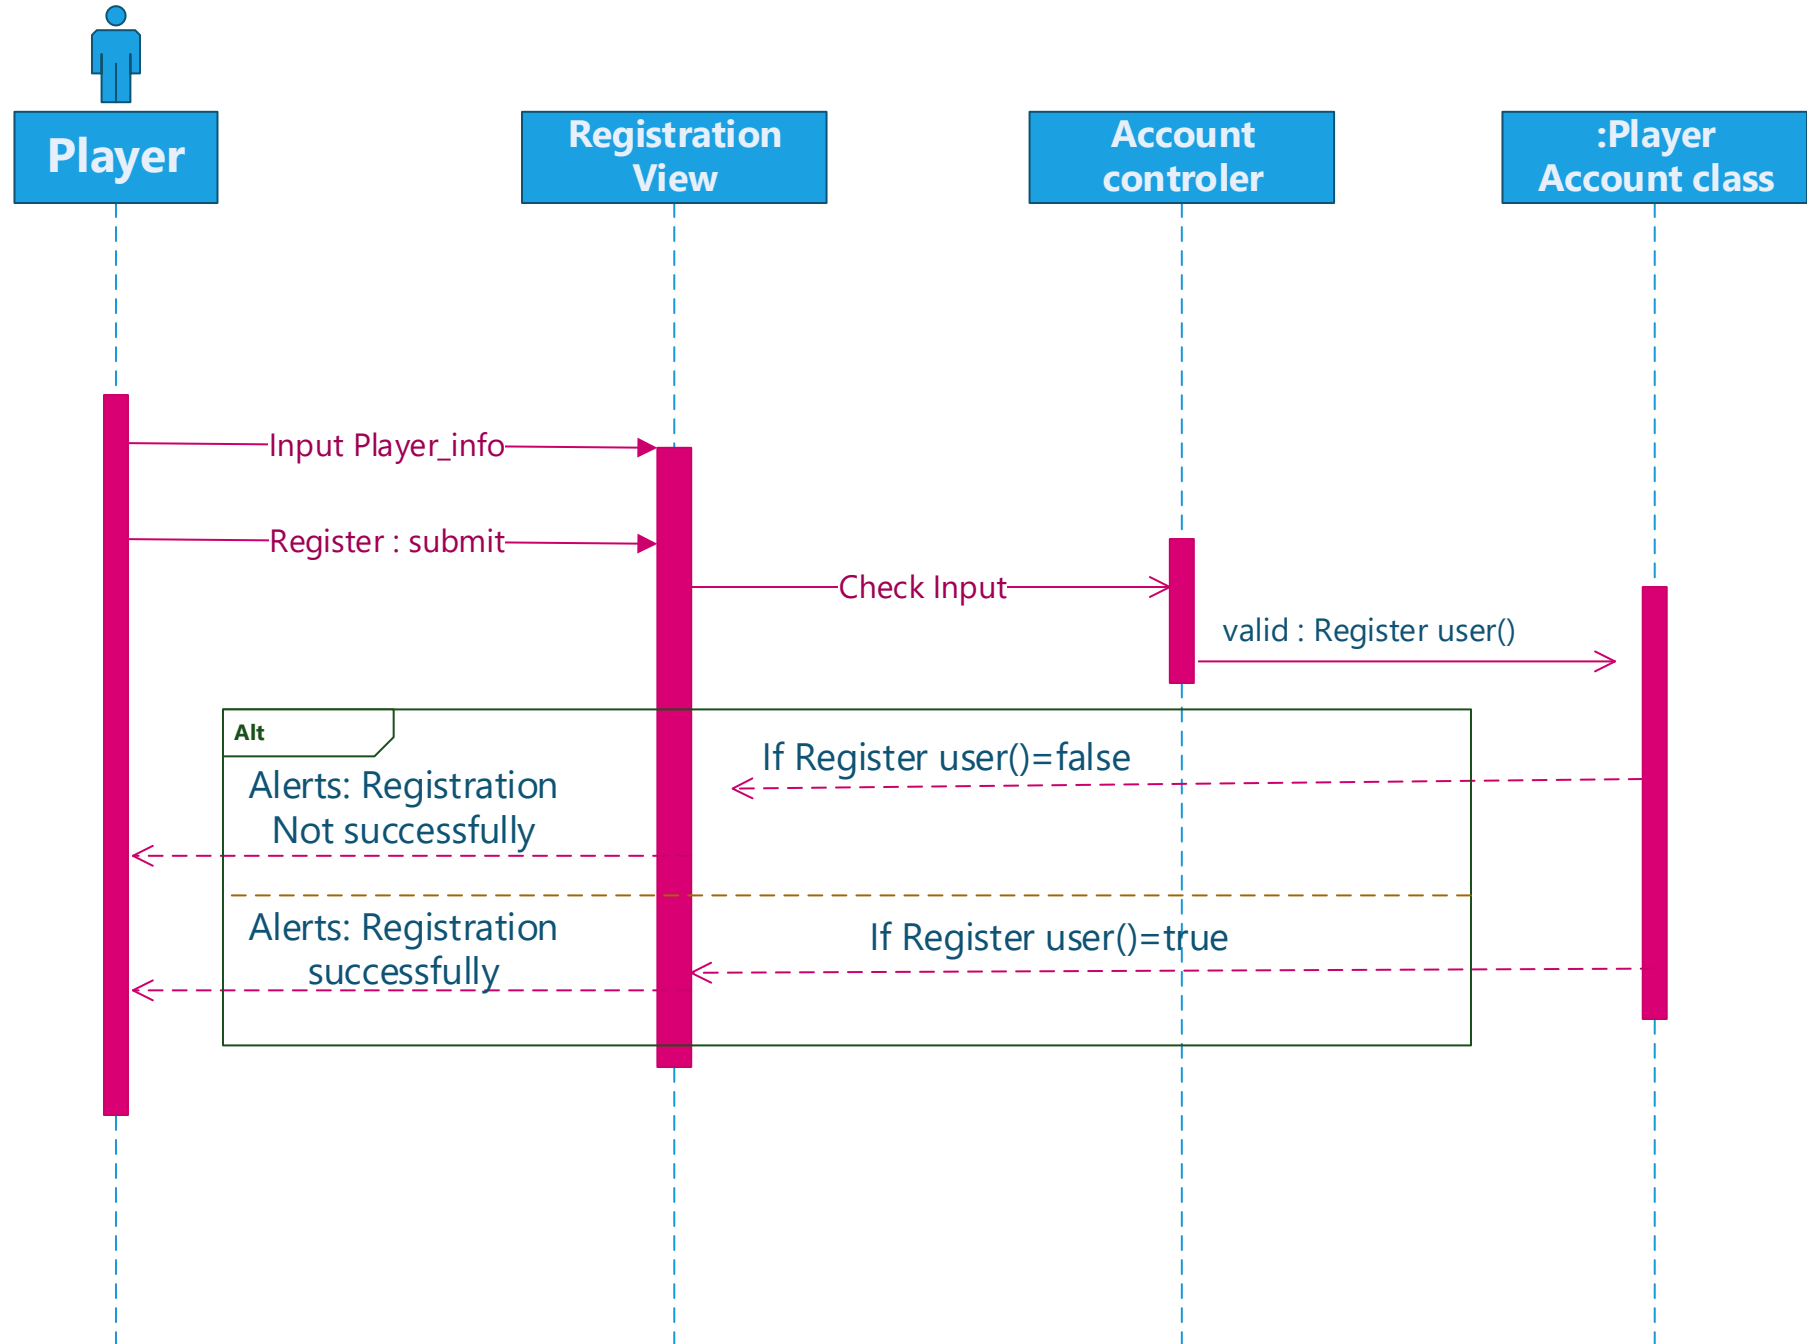 Player
Registration
View
Account
controler
:Player
Account class
Input Player_info
Register : submit
Check Input
valid : Register user()
Alt
If Register user()=false
Alerts: Registration
Not successfully
Alerts: Registration
successfully
If Register user()=true